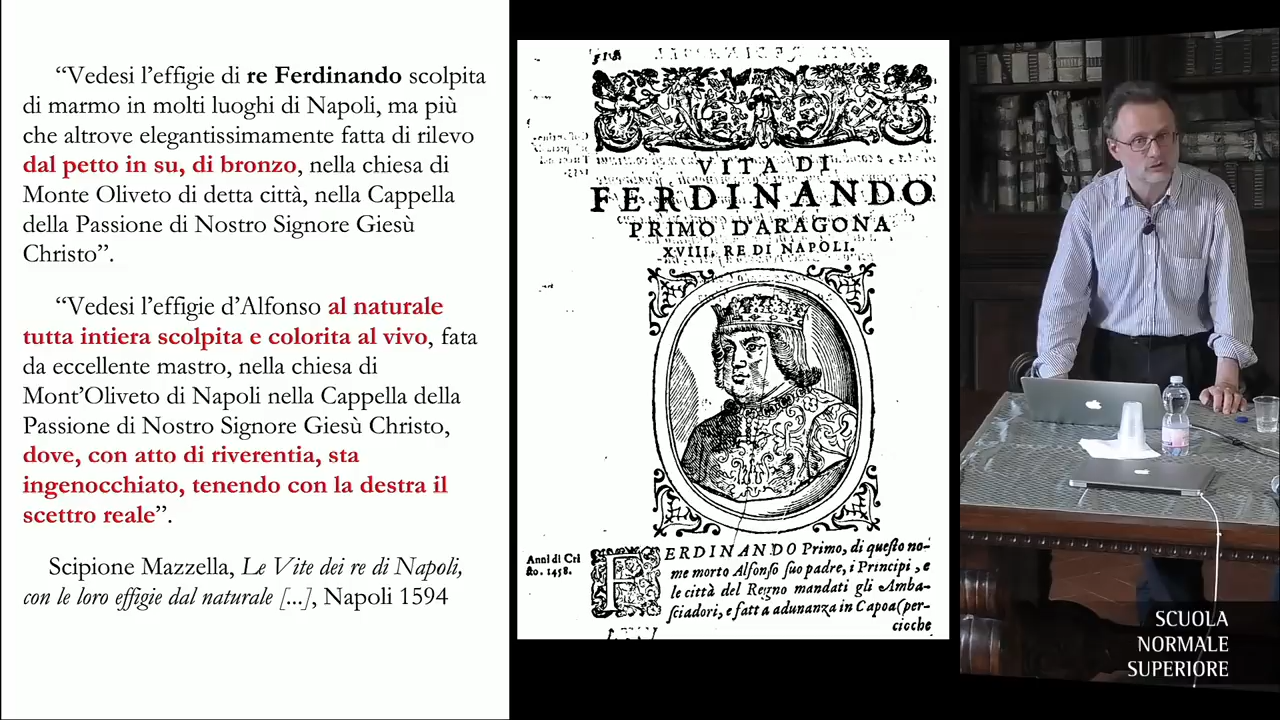 “Vedesi l’effigie di re Ferdinando scolpita
di marmo in molti luoghi di Napoli, ma più
che altrove elegantissimamente fatta di rilevo
dal petto in su, di bronzo, nella chiesa di
Monte Oliveto di detta città, nella Cappella
della Passione di Nostro Signore Giesù
Christo”.
“Vedesi l’effigie d’Alfonso al naturale
tutta intiera scolpita e colorita al vivo, fata
da eccellente mastro, nella chiesa di
Mont’Oliveto di Napoli nella Cappella della
Passione di Nostro Signore Giesù Christo,
dove, con atto di riverentia, sta
ingenocchiato, tenendo con la destra il
scettro reale”.
Scipione Mazzella, Le Vite dei re di Napoli,
con le loro effigie dal naturale [...], Napoli 1594
VITA DI
FERDINANDO
PRIMO D'ARAGONA
XVIII. RE DI NAPOLI.
Anni di Cri
sto. 1458.
FERDINANDO Primo, di questo no-
me morto Alfonso suo padre, i Principi, e
le città del Regno mandati gli Amba-
sciadori, e fatta adunanza in Capoa (per-
cioche
SCUOLA
NORMALE
SUPERIORE